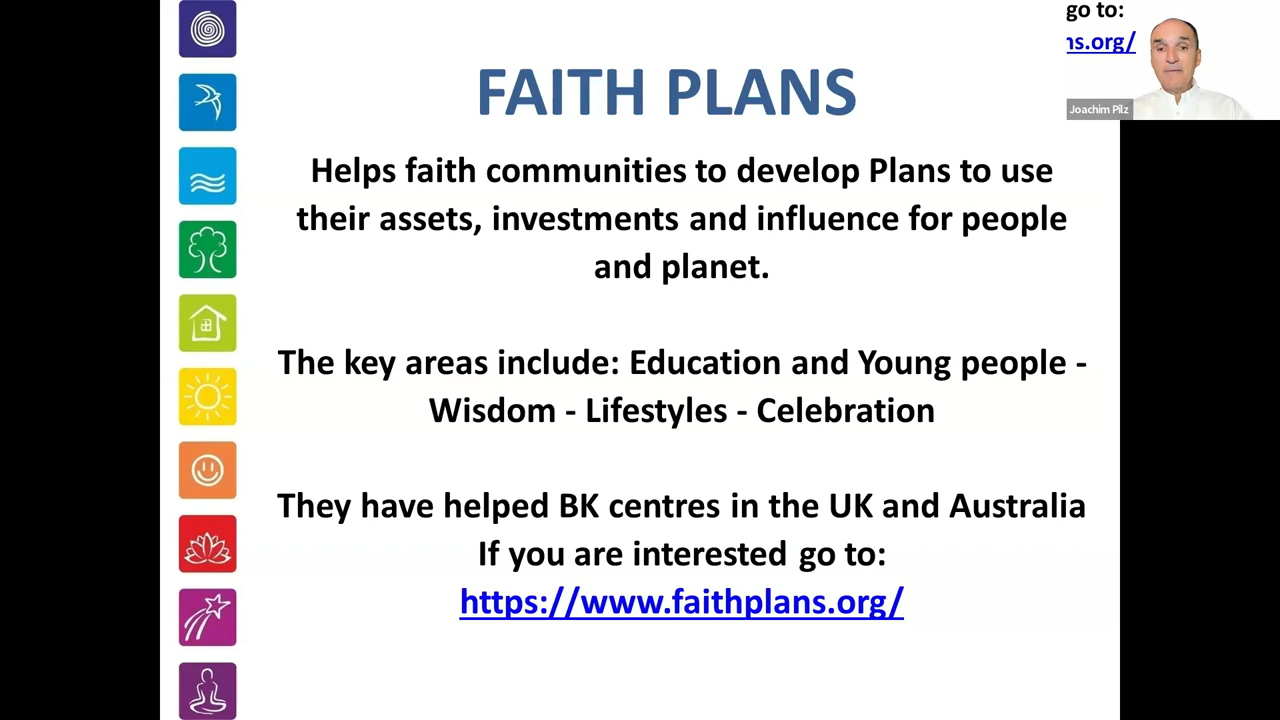 go to:
ns.org/
Joachim Pilz
FAITH PLANS
Helps faith communities to develop Plans to use
their assets, investments and influence for people
and planet.
The key areas include: Education and Young people -
Wisdom - Lifestyles - Celebration
They have helped BK centres in the UK and Australia
If you are interested go to:
https://www.faithplans.org/